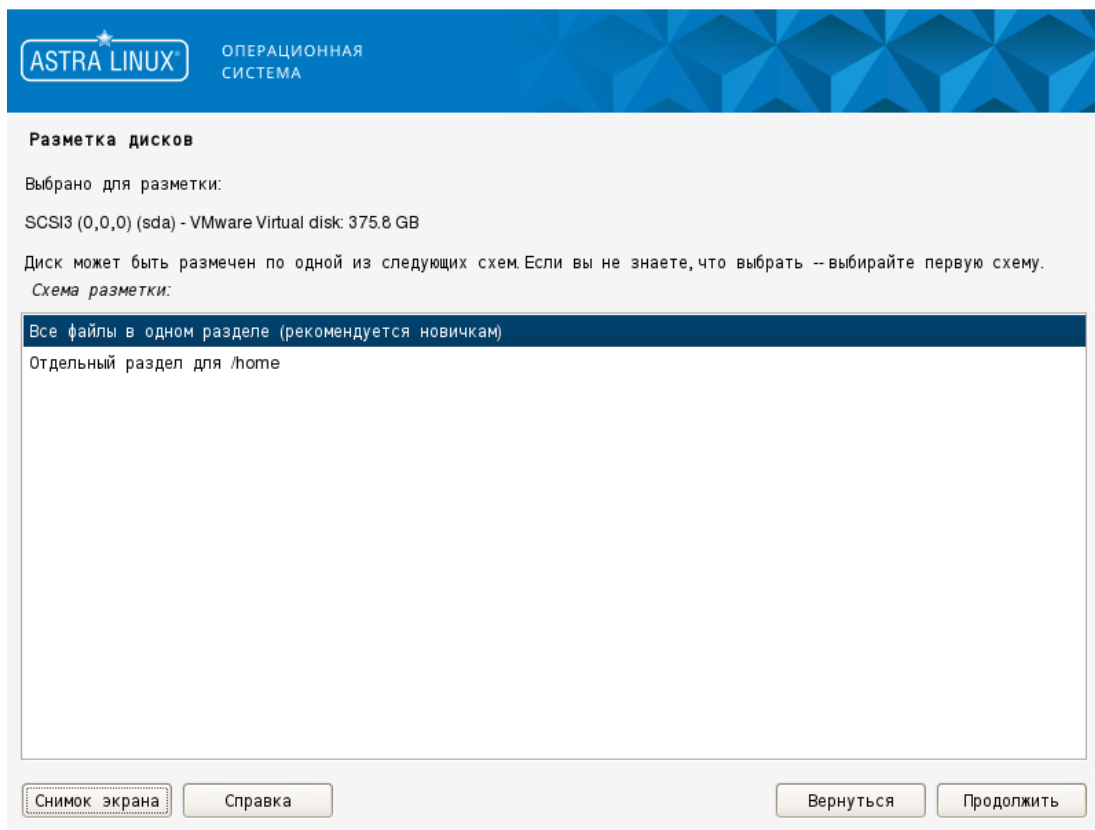 ASTRA LINUX®
ОПЕРАЦИОННАЯ
СИСТЕМА
Разметка дисков
Выбрано для разметки:
SCSI3 (0,0,0) (sda) - VMware Virtual disk: 375.8 GB
Диск может быть размечен по одной из следующих схем. Если вы не знаете, что выбрать -- выбирайте первую схему.
Схема разметки:
Все файлы в одном разделе (рекомендуется новичкам)
Отдельный раздел для /home
Снимок экрана Справка Вернуться Продолжить